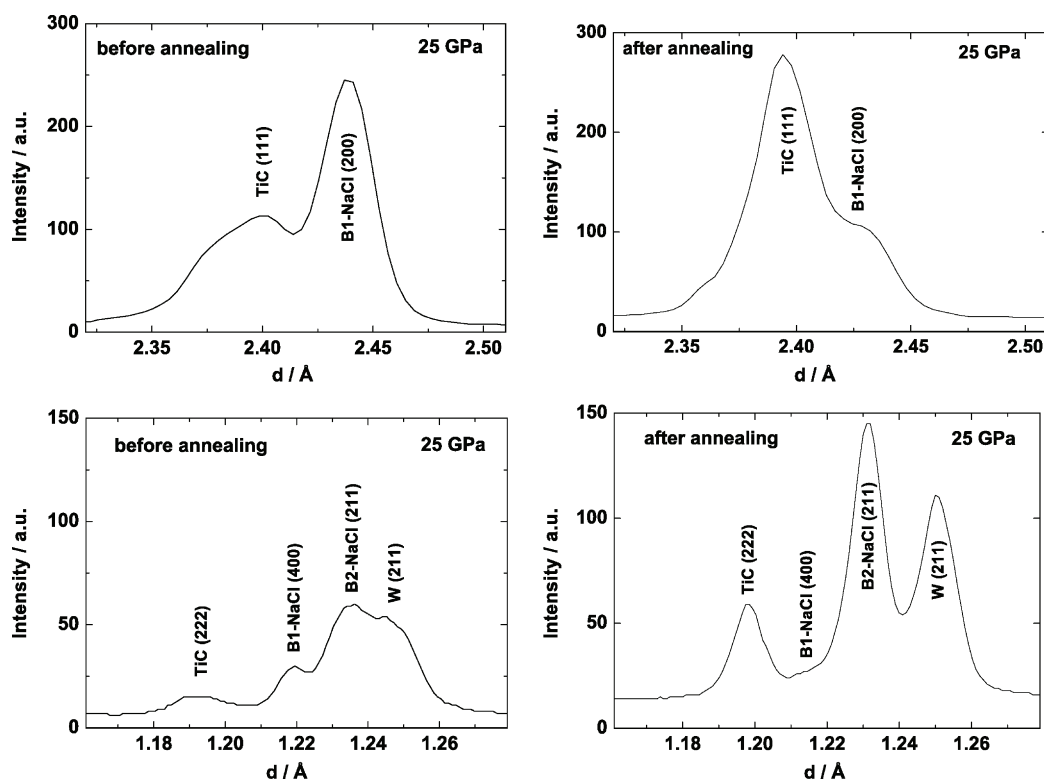 300
before annealing
25 GPa
200
100
0
Intensity / a.u.
TiC (111)
B1-NaCl (200)
2.35
2.40
2.45
2.50
d / Å
300
after annealing
25 GPa
200
100
0
Intensity / a.u.
TiC (111)
B1-NaCl (200)
2.35
2.40
2.45
2.50
d / Å
150
before annealing
25 GPa
100
50
0
Intensity / a.u.
TiC (222)
B1-NaCl (400)
B2-NaCl (211)
W (211)
1.18
1.20
1.22
1.24
1.26
d / Å
150
after annealing
25 GPa
100
50
0
Intensity / a.u.
TiC (222)
B1-NaCl (400)
B2-NaCl (211)
W (211)
1.18
1.20
1.22
1.24
1.26
d / Å